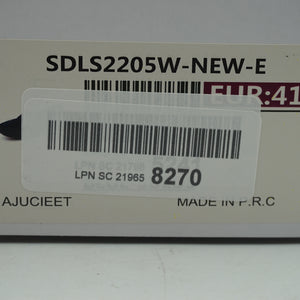 SDLS2205W-NEW-E
EUR:41
LPN SC 21965 8270
AJUCIEET
MADE IN P.R.C